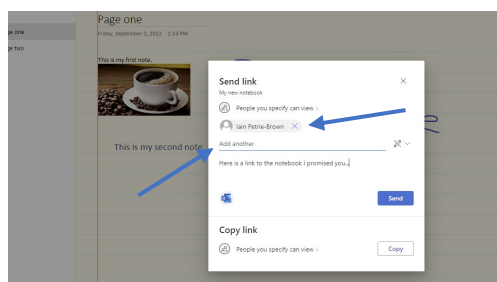 Page one
Friday, September 2, 2022 1:53 PM
ge one
ge two
This is my first note.
This is my second note.
Send link
My new notebook
People you specify can view >
Iain Petrie-Brown
Add another
Here is a link to the notebook I promised you...
Send
Copy link
People you specify can view >
Copy